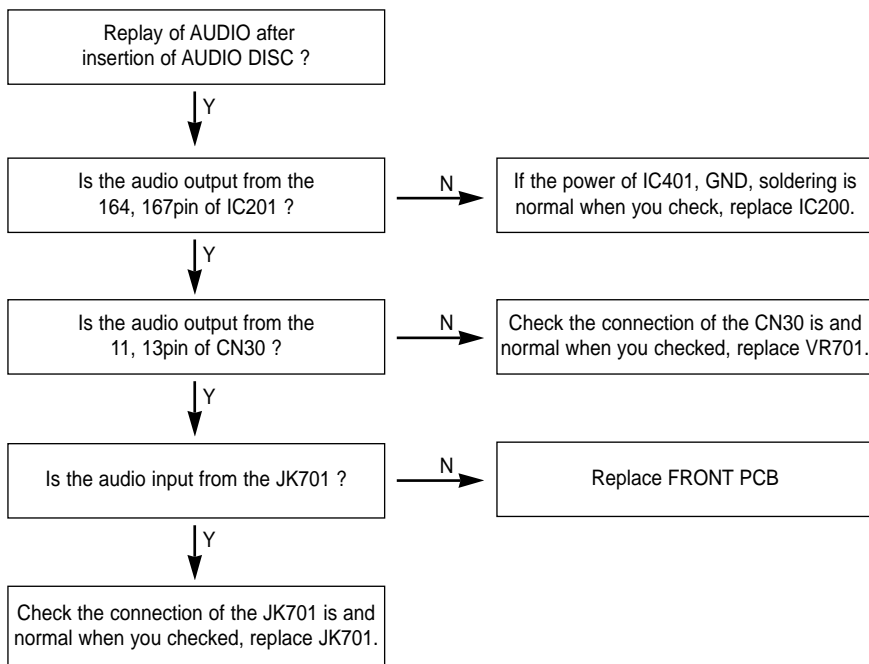 Replay of AUDIO after
insertion of AUDIO DISC ?
Y
Is the audio output from the
164, 167pin of IC201 ?
N
If the power of IC401, GND, soldering is
normal when you check, replace IC200.
Y
Is the audio output from the
11, 13pin of CN30 ?
N
Check the connection of the CN30 is and
normal when you checked, replace VR701.
Y
Is the audio input from the JK701 ?
N
Replace FRONT PCB
Y
Check the connection of the JK701 is and
normal when you checked, replace JK701.